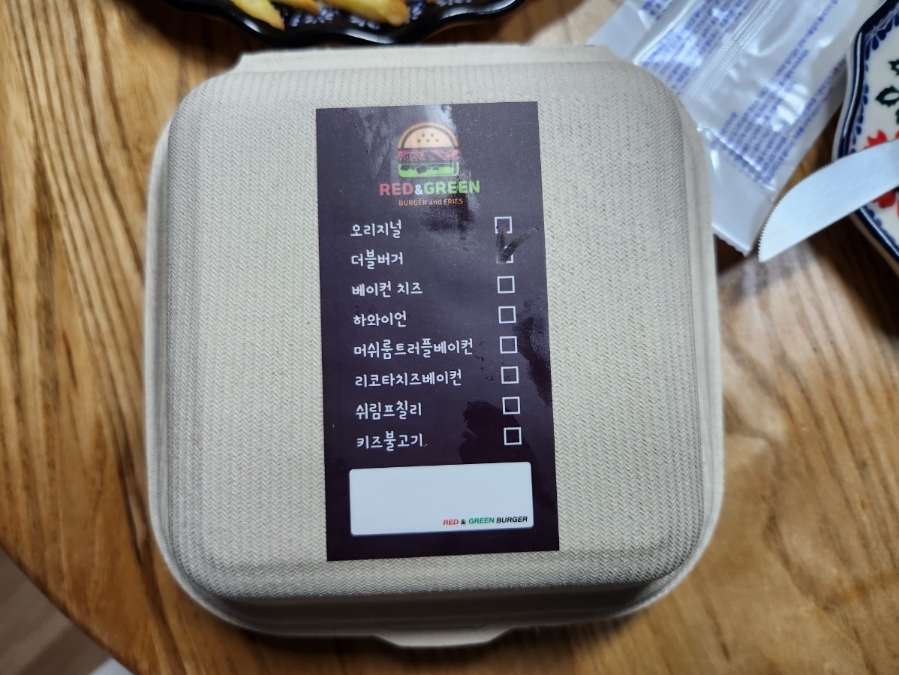 RED&GREEN
BURGER and FRIES
오리지널
더블버거
베이컨 치즈
하와이언
머쉬룸트러플베이컨
리코타치즈베이컨
쉬림프칠리
키즈불고기
RED & GREEN BURGER